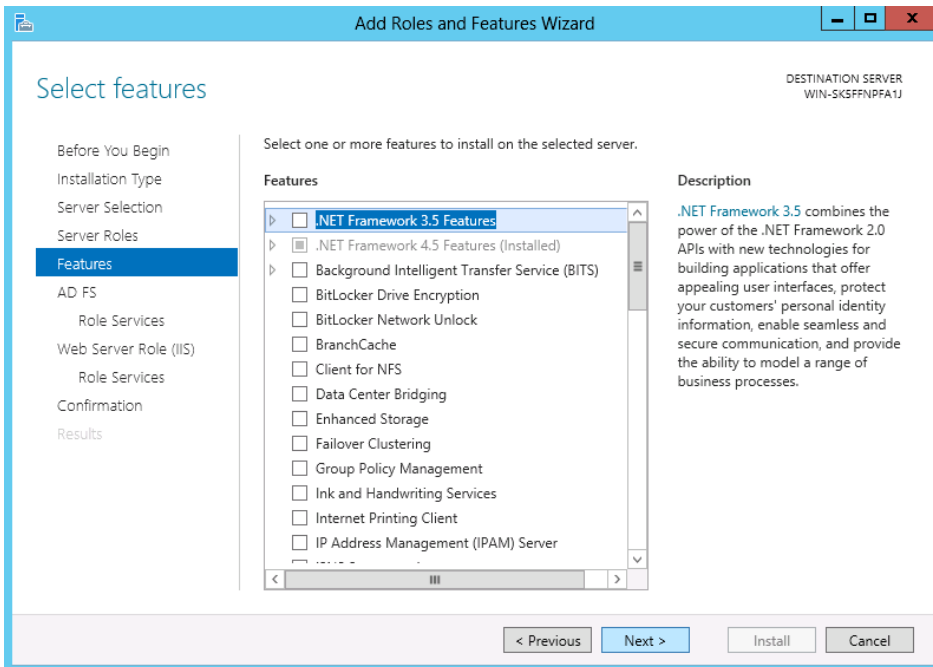 Add Roles and Features Wizard
Select features
DESTINATION SERVER
WIN-SK5FFNPFA1J
Before You Begin
Installation Type
Server Selection
Server Roles
Features
AD FS
Role Services
Web Server Role (IIS)
Role Services
Confirmation
Results
Select one or more features to install on the selected server.
Features
.NET Framework 3.5 Features
.NET Framework 4.5 Features (Installed)
Background Intelligent Transfer Service (BITS)
BitLocker Drive Encryption
BitLocker Network Unlock
BranchCache
Client for NFS
Data Center Bridging
Enhanced Storage
Failover Clustering
Group Policy Management
Ink and Handwriting Services
Internet Printing Client
IP Address Management (IPAM) Server
Description
.NET Framework 3.5 combines the
power of the .NET Framework 2.0
APIs with new technologies for
building applications that offer
appealing user interfaces, protect
your customers' personal identity
information, enable seamless and
secure communication, and provide
the ability to model a range of
business processes.
< Previous
Next >
Install
Cancel